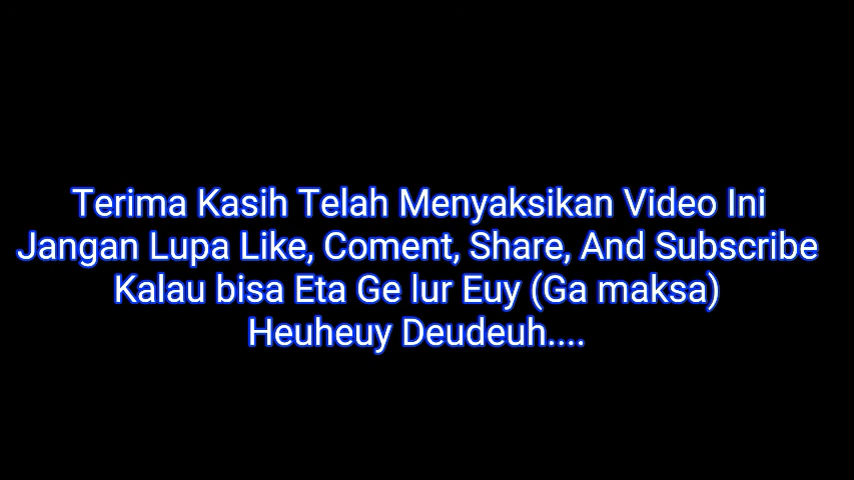 Terima Kasih Telah Menyaksikan Video Ini
Jangan Lupa Like, Coment, Share, And Subscribe
Kalau bisa Eta Ge lur Euy (Ga maksa)
Heuheuy Deudeuh....